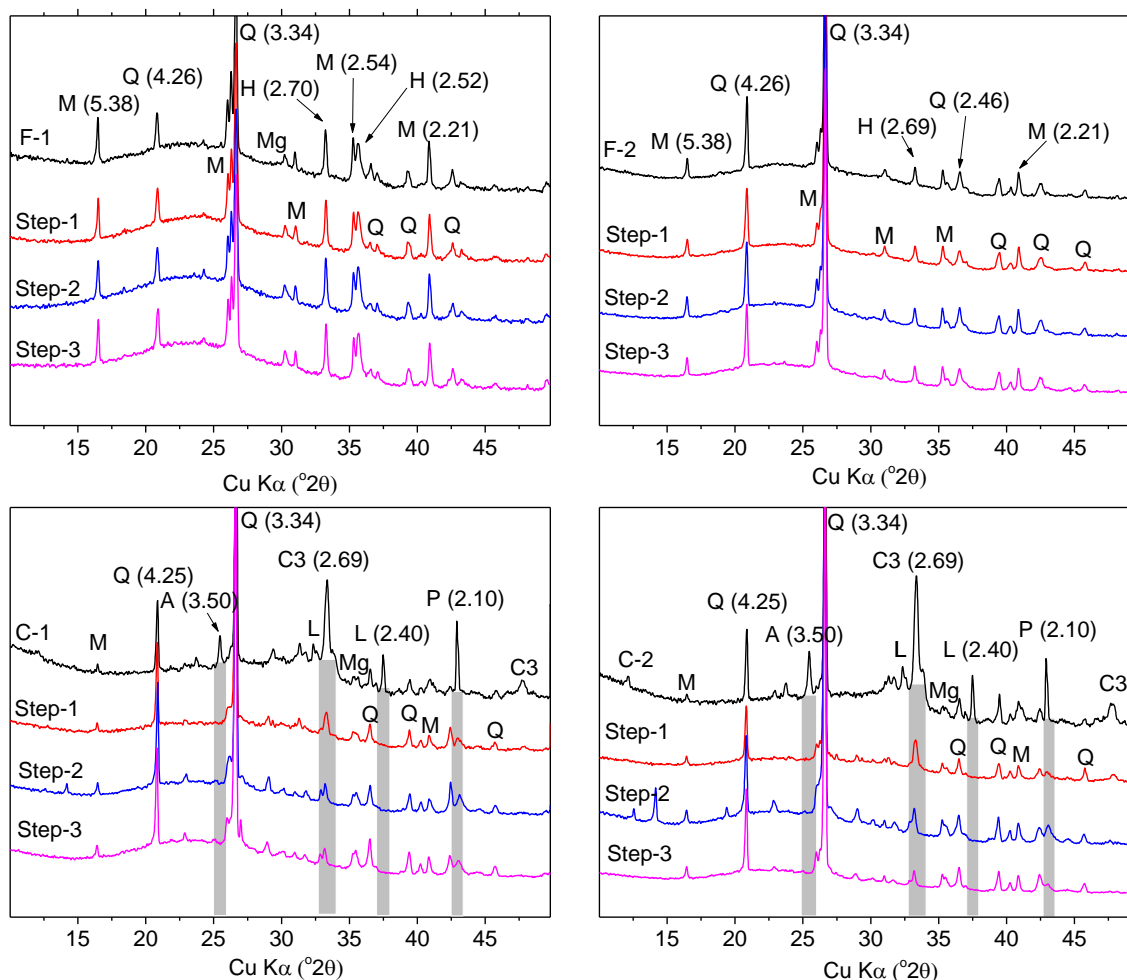 Q (3.34)
M (2.54)
Q (4.26)
H (2.70)
H (2.52)
M (5.38)
Mg
M (2.21)
F-1
M
Step-1
M
Q
Q
Q
Step-2
Step-3
10 15 20 25 30 35 40 45
Cu Kα (°2θ)
Q (3.34)
Q (4.26)
Q (2.46)
H (2.69)
M (2.21)
M (5.38)
F-2
M
Step-1
M
M
Q
Q
Q
Step-2
Step-3
10 15 20 25 30 35 40 45
Cu Kα (°2θ)
Q (3.34)
C3 (2.69)
Q (4.25)
A (3.50)
P (2.10)
C-1
M
L
L (2.40)
Mg
C3
Step-1
Q
Q
M
Q
Step-2
Step-3
10 15 20 25 30 35 40 45
Cu Kα (°2θ)
Q (3.34)
C3 (2.69)
Q (4.25)
A (3.50)
P (2.10)
C-2
M
L
L (2.40)
Mg
C3
Step-1
Q
Q
M
Q
Step-2
Step-3
10 15 20 25 30 35 40 45
Cu Kα (°2θ)